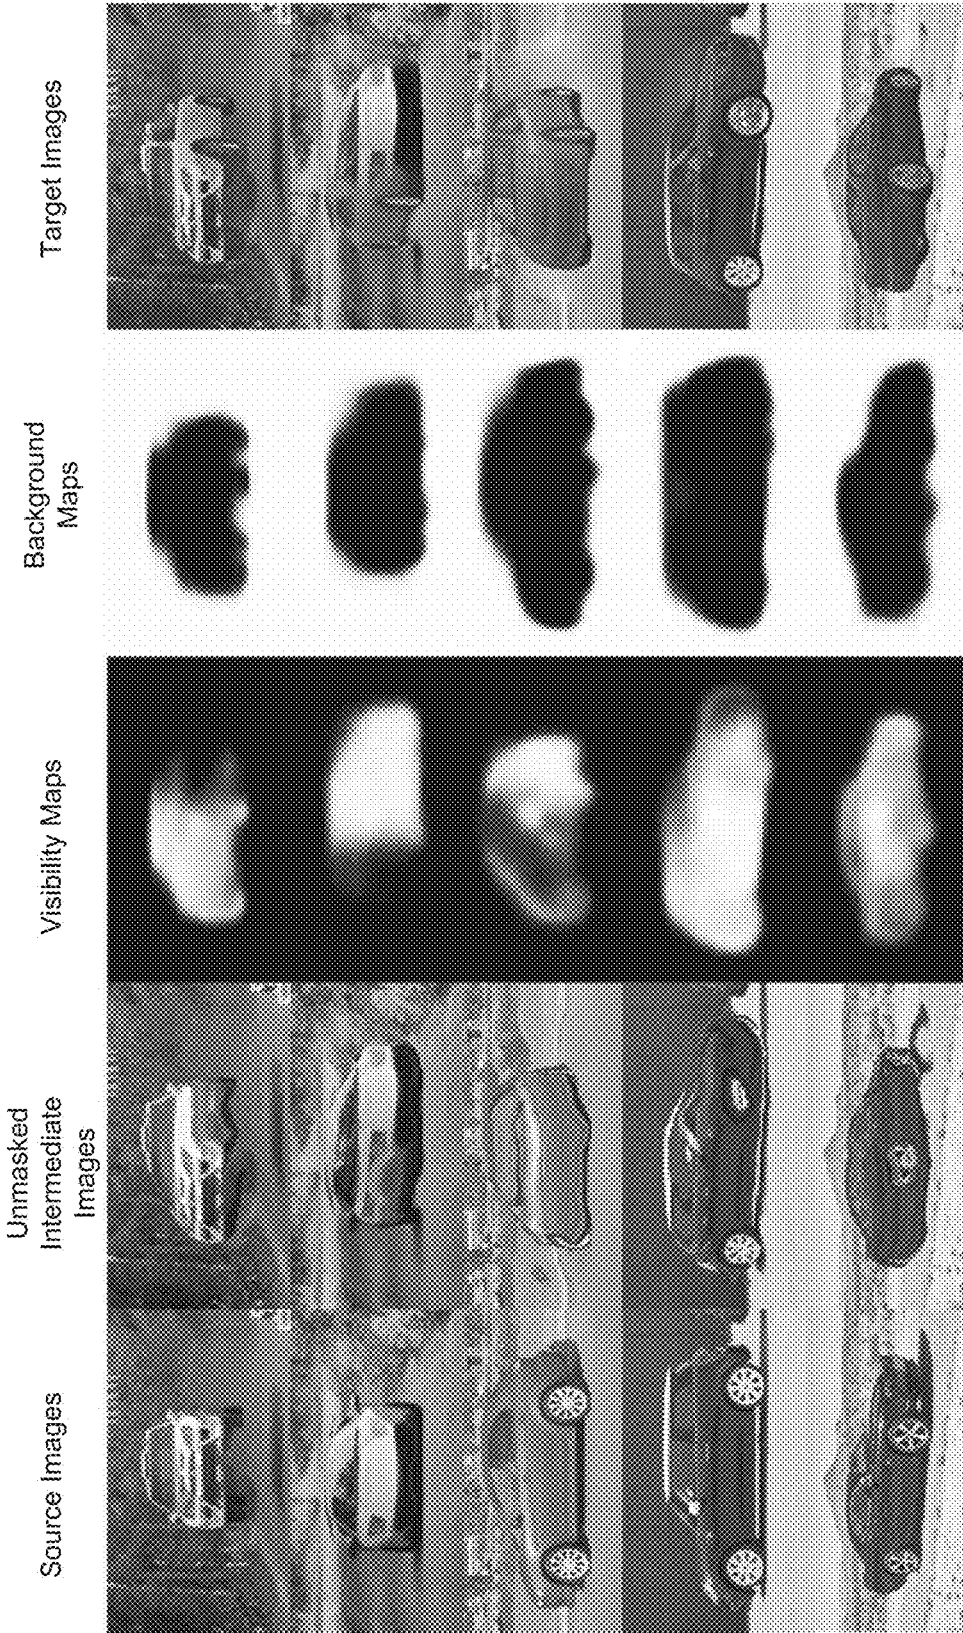 Source Images
Unmasked
Intermediate
Images
Visibility Maps
Background
Maps
Target Images